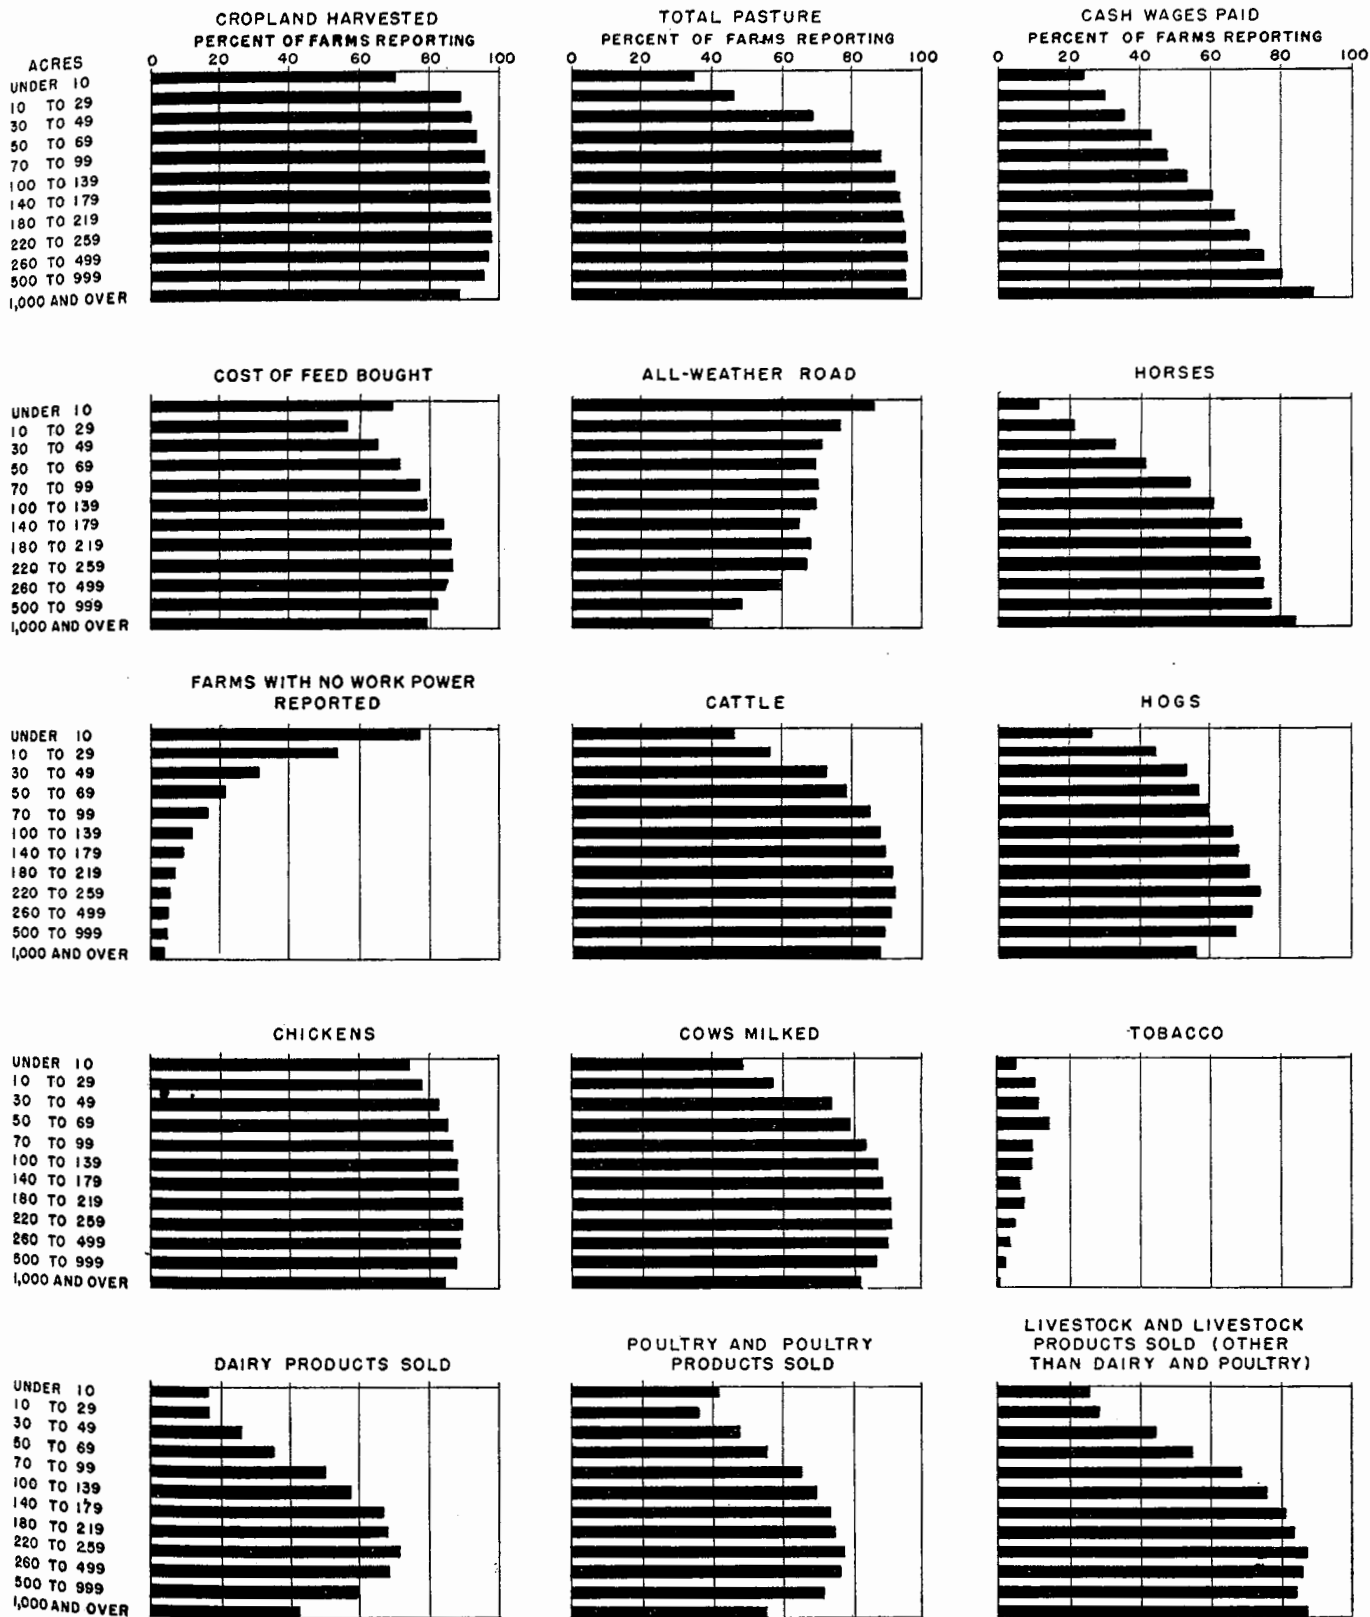 CROPLAND HARVESTED
PERCENT OF FARMS REPORTING
0 20 40 60 80 100
TOTAL PASTURE
PERCENT OF FARMS REPORTING
0 20 40 60 80 100
CASH WAGES PAID
PERCENT OF FARMS REPORTING
0 20 40 60 80 100
ACRES
UNDER 10
10 TO 29
30 TO 49
50 TO 69
70 TO 99
100 TO 139
140 TO 179
180 TO 219
220 TO 259
260 TO 499
500 TO 999
1,000 AND OVER
COST OF FEED BOUGHT
ALL-WEATHER ROAD
HORSES
UNDER 10
10 TO 29
30 TO 49
50 TO 69
70 TO 99
100 TO 139
140 TO 179
180 TO 219
220 TO 259
260 TO 499
500 TO 999
1,000 AND OVER
FARMS WITH NO WORK POWER
REPORTED
CATTLE
HOGS
UNDER 10
10 TO 29
30 TO 49
50 TO 69
70 TO 99
100 TO 139
140 TO 179
180 TO 219
220 TO 259
260 TO 499
500 TO 999
1,000 AND OVER
CHICKENS
COWS MILKED
TOBACCO
UNDER 10
10 TO 29
30 TO 49
50 TO 69
70 TO 99
100 TO 139
140 TO 179
180 TO 219
220 TO 259
260 TO 499
500 TO 999
1,000 AND OVER
DAIRY PRODUCTS SOLD
POULTRY AND POULTRY
PRODUCTS SOLD
LIVESTOCK AND LIVESTOCK
PRODUCTS SOLD (OTHER
THAN DAIRY AND POULTRY)
UNDER 10
10 TO 29
30 TO 49
50 TO 69
70 TO 99
100 TO 139
140 TO 179
180 TO 219
220 TO 259
260 TO 499
500 TO 999
1,000 AND OVER